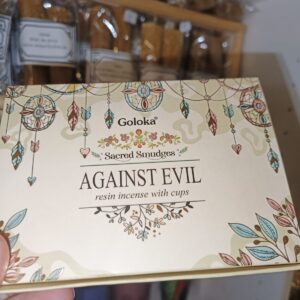 Goloka®
Sacred Smudges
AGAINST EVIL
resin incense with cups